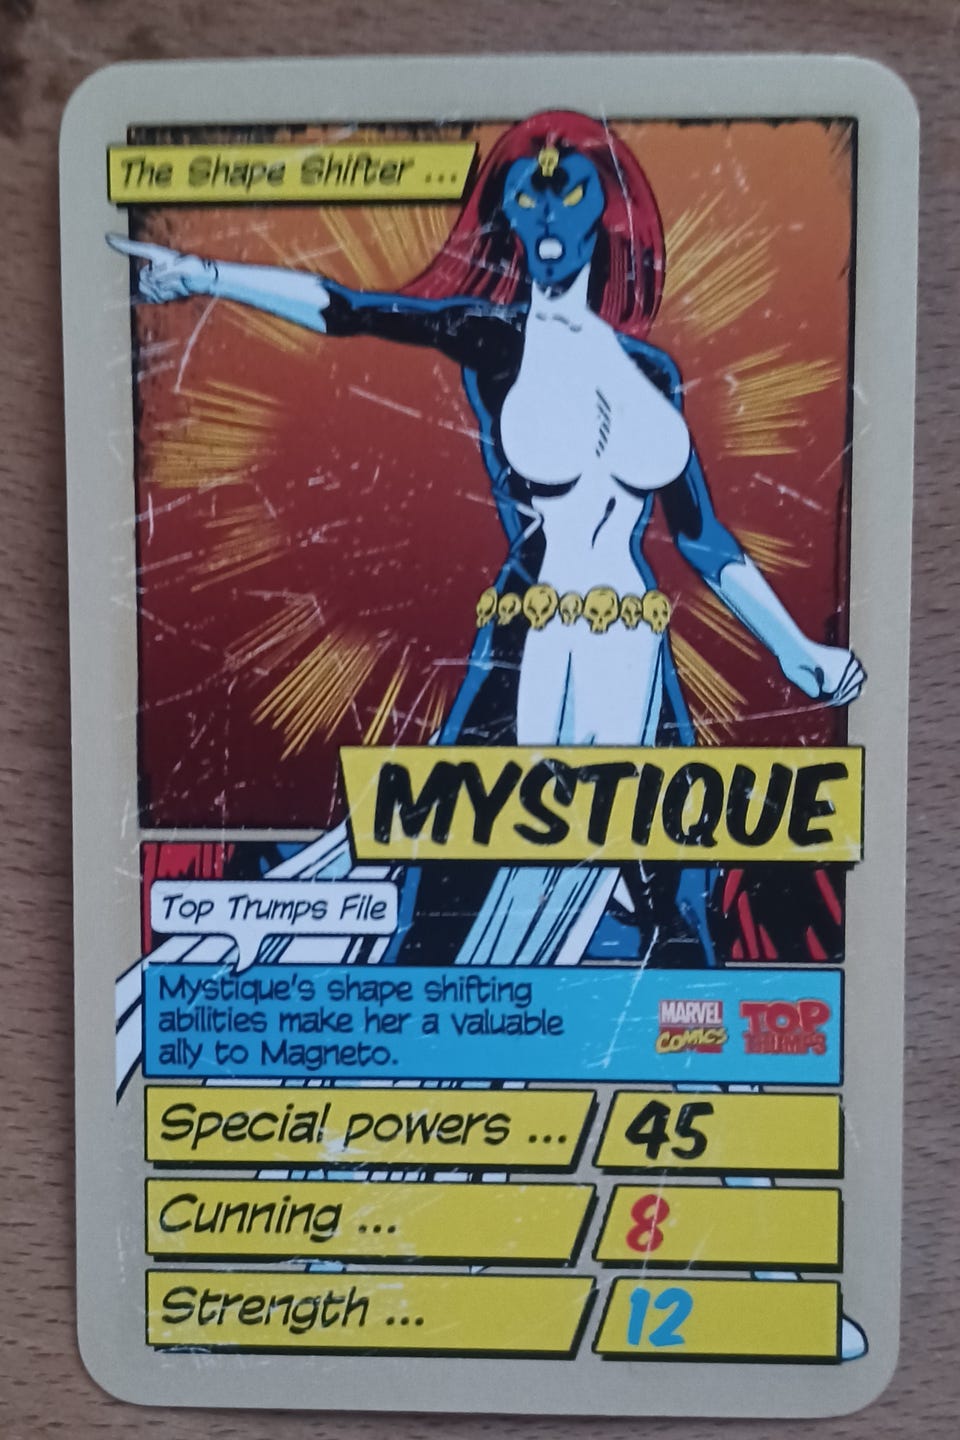 The Shape Shifter ...
MYSTIQUE
Top Trumps File
Mystique's shape shifting
abilities make her a valuable
ally to Magneto.
MARVEL
COMICS
TOP
TRUMPS
Special powers ... 45
Cunning ... 8
Strength ... 12